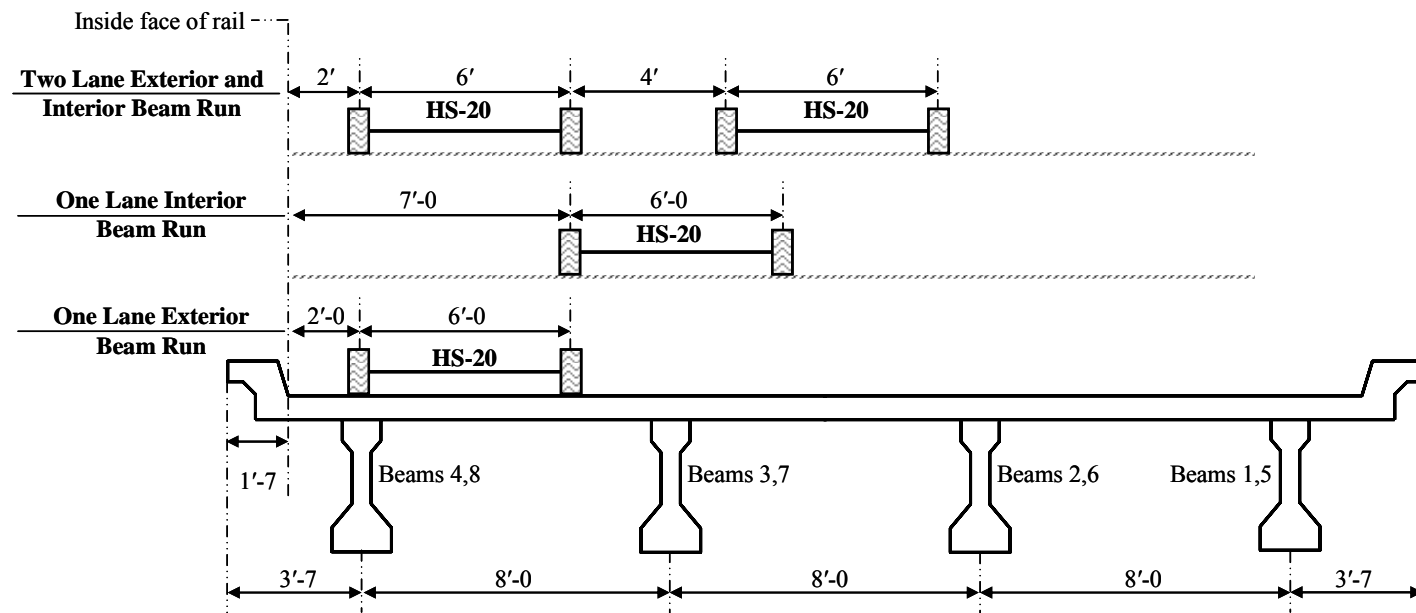 Inside face of rail
Two Lane Exterior and
Interior Beam Run
2′ 6′ 4′ 6′
HS-20 HS-20
One Lane Interior
Beam Run
7′-0 6′-0
HS-20
One Lane Exterior
Beam Run
2′-0 6′-0
HS-20
1′-7
Beams 4,8 Beams 3,7 Beams 2,6 Beams 1,5
3′-7 8′-0 8′-0 8′-0 3′-7